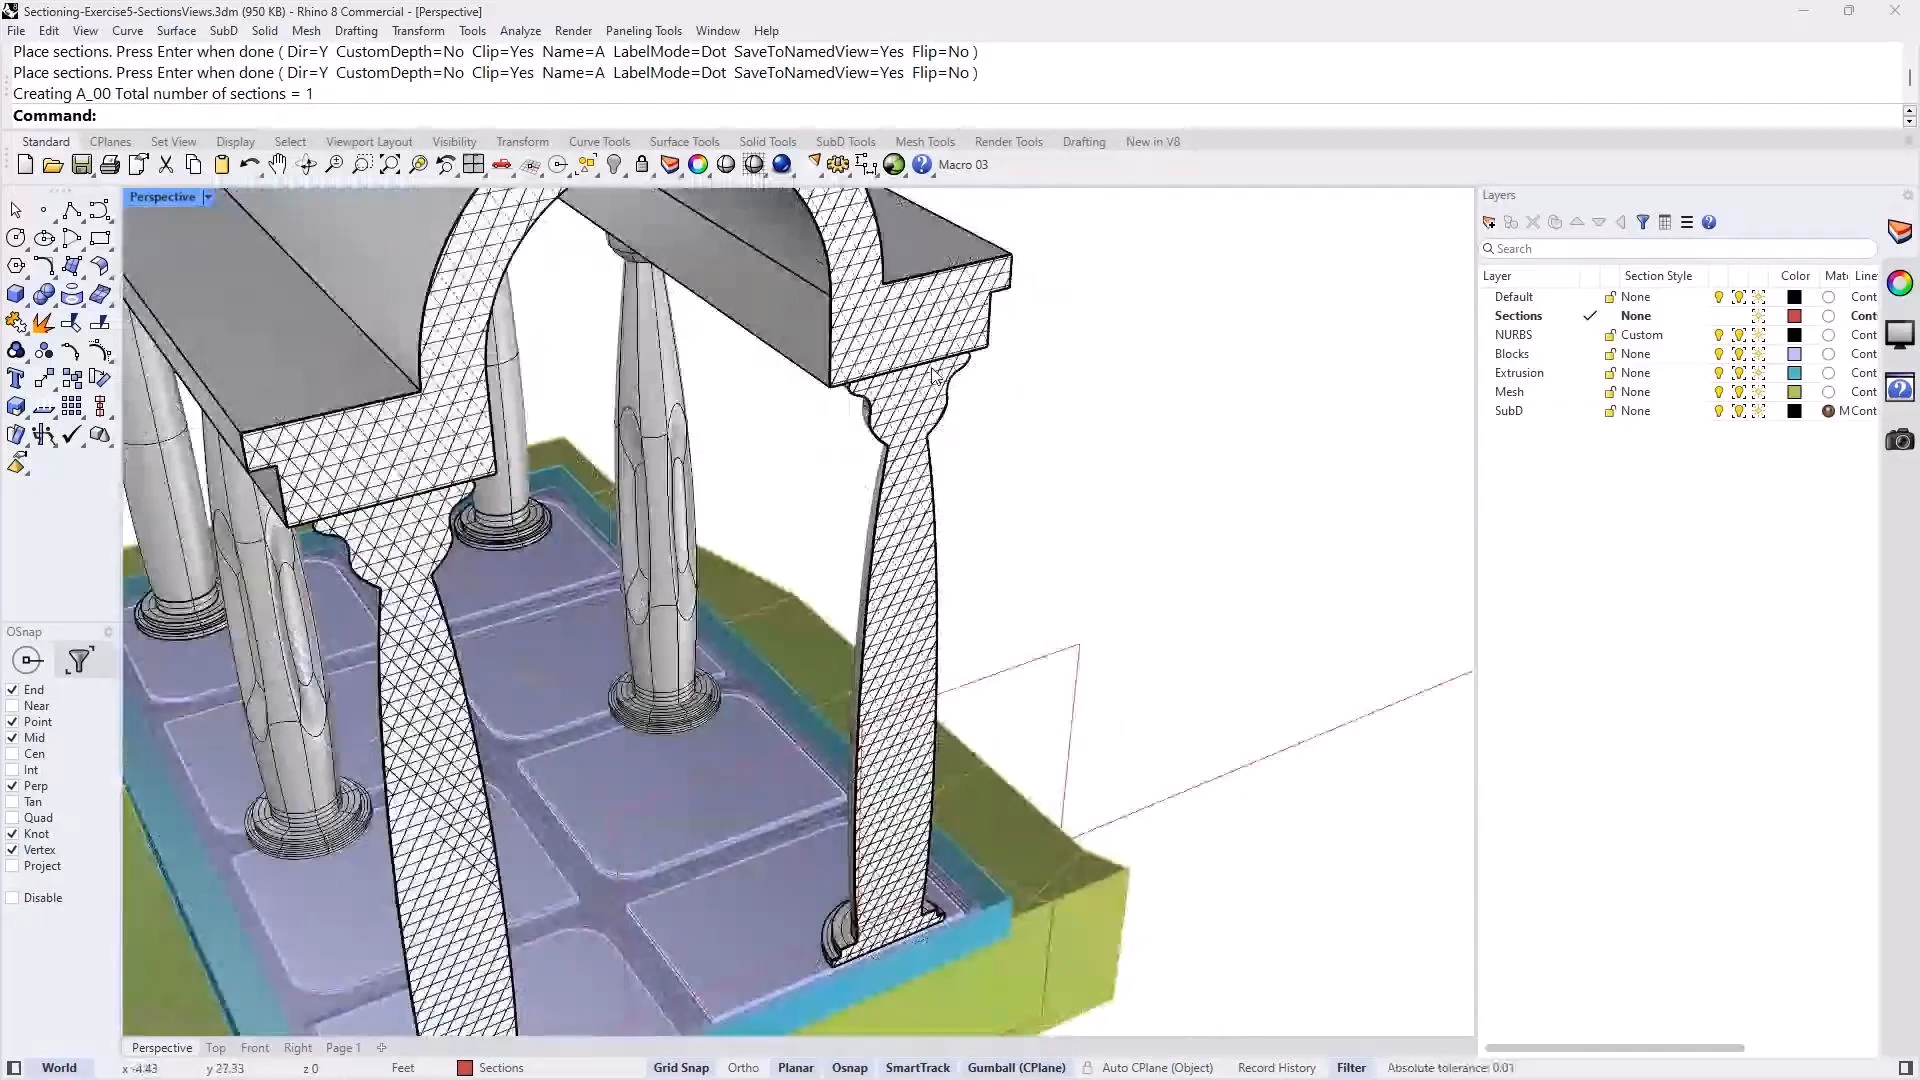 Sectioning-Exercise5-SectionsViews.3dm (950 KB) - Rhino 8 Commercial - [Perspective]
File Edit View Curve Surface SubD Solid Mesh Drafting Transform Tools Analyze Render Paneling Tools Window Help
Place sections. Press Enter when done ( Dir=Y CustomDepth=No Clip=Yes Name=A LabelMode=Dot SaveToNamedView=Yes Flip=No )
Place sections. Press Enter when done ( Dir=Y CustomDepth=No Clip=Yes Name=A LabelMode=Dot SaveToNamedView=Yes Flip=No )
Creating A_00 Total number of sections = 1
Command:
Standard CPlanes Set View Display Select Viewport Layout Visibility Transform Curve Tools Surface Tools Solid Tools SubD Tools Mesh Tools Render Tools Drafting New in V8
Macro 03
Perspective
Layers
Search
Layer Section Style Color Mate Line
Default None Cont
Sections None Cont
NURBS Custom Cont
Blocks None Cont
Extrusion None Cont
Mesh None Cont
SubD None M Cont
OSnap
End
Near
Point
Mid
Cen
Int
Perp
Tan
Quad
Knot
Vertex
Project
Disable
Perspective Top Front Right Page 1
World x -4.43 y 27.33 z 0 Feet Sections Grid Snap Ortho Planar Osnap SmartTrack Gumball (CPlane) Auto CPlane (Object) Record History Filter Absolute tolerance: 0.01